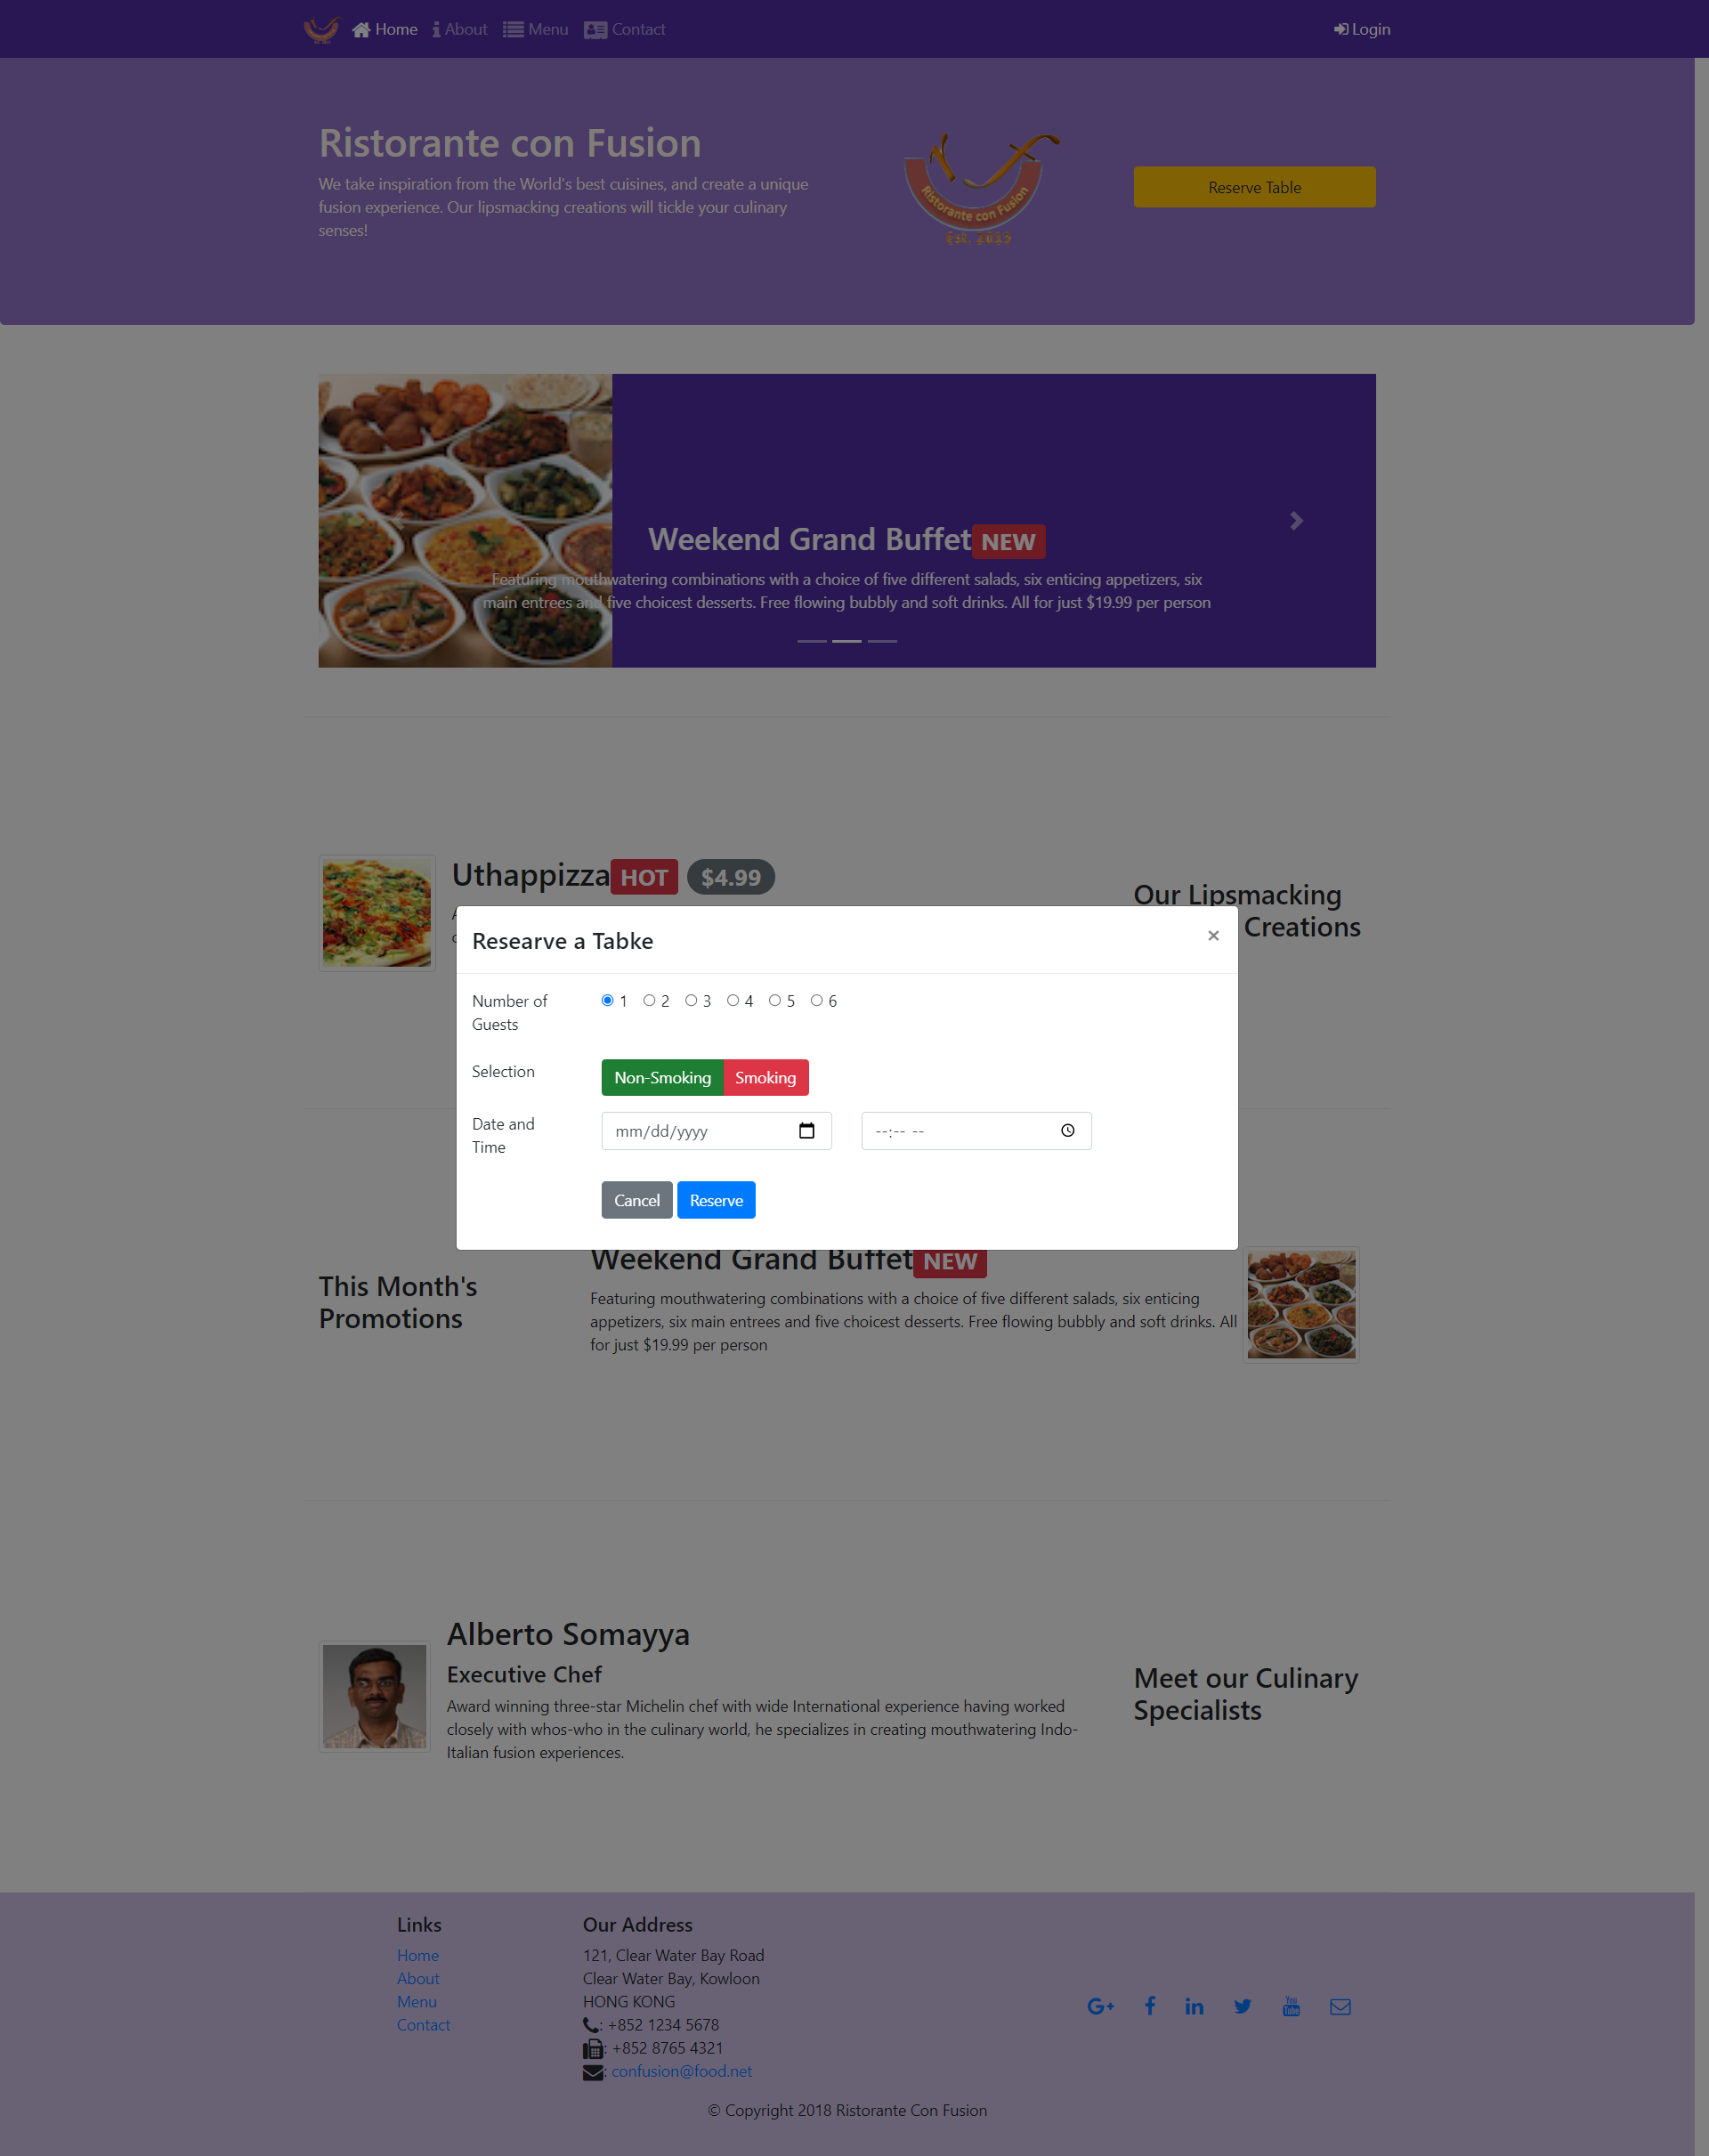 Home About Menu Contact Login
Ristorante con Fusion
We take inspiration from the World's best cuisines, and create a unique
fusion experience. Our lipsmacking creations will tickle your culinary
senses!
Ristorante con Fusion
Est. 2013
Reserve Table
Weekend Grand Buffet NEW
Featuring mouthwatering combinations with a choice of five different salads, six enticing appetizers, six
main entrees and five choicest desserts. Free flowing bubbly and soft drinks. All for just $19.99 per person
Uthappizza HOT $4.99
Our Lipsmacking
Creations
Researve a Tabke ×
Number of
Guests
1 2 3 4 5 6
Selection
Non-Smoking Smoking
Date and
Time
mm/dd/yyyy
--:-- --
Cancel Reserve
This Month's
Promotions
Weekend Grand Buffet NEW
Featuring mouthwatering combinations with a choice of five different salads, six enticing
appetizers, six main entrees and five choicest desserts. Free flowing bubbly and soft drinks. All
for just $19.99 per person
Alberto Somayya
Executive Chef
Award winning three-star Michelin chef with wide International experience having worked
closely with whos-who in the culinary world, he specializes in creating mouthwatering Indo-
Italian fusion experiences.
Meet our Culinary
Specialists
Links
Home
About
Menu
Contact
Our Address
121, Clear Water Bay Road
Clear Water Bay, Kowloon
HONG KONG
: +852 1234 5678
: +852 8765 4321
: confusion@food.net
G+ f in You Tube
© Copyright 2018 Ristorante Con Fusion